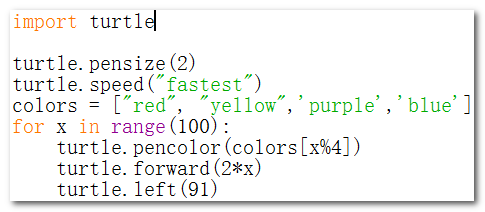 import turtle

turtle.pensize(2)
turtle.speed("fastest")
colors = ["red", "yellow",'purple','blue']
for x in range(100):
    turtle.pencolor(colors[x%4])
    turtle.forward(2*x)
    turtle.left(91)